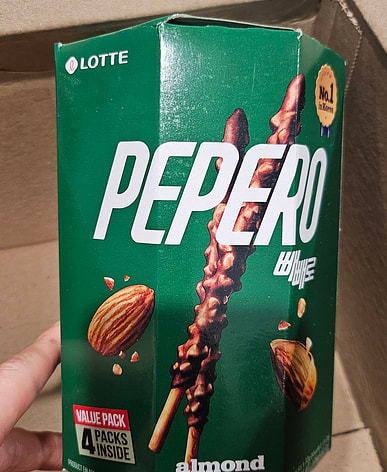 LOTTE
No.1
in Korea
PEPERO
빼빼로
VALUE PACK
4 PACKS
INSIDE
almond